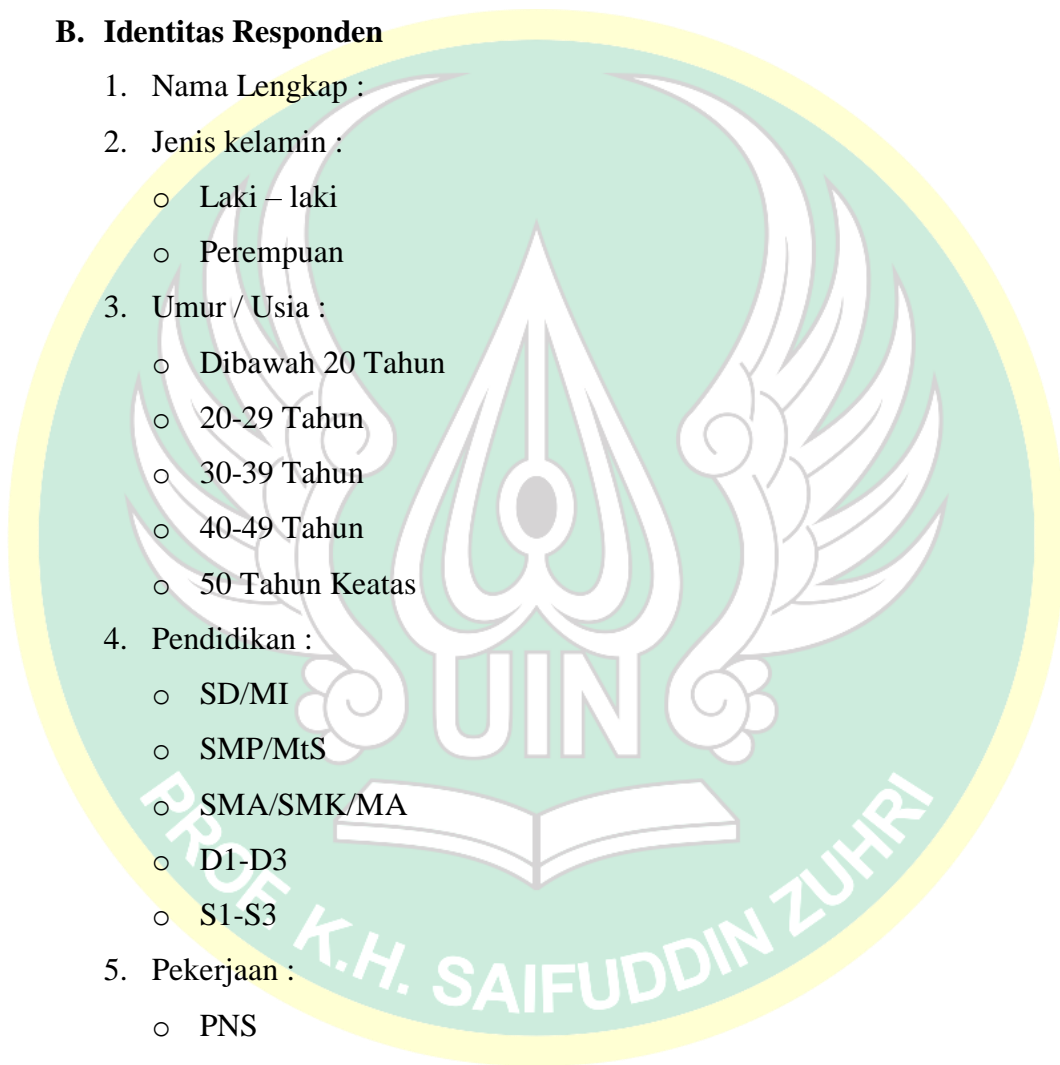 B. Identitas Responden
1. Nama Lengkap :
2. Jenis kelamin :
o Laki – laki
o Perempuan
3. Umur / Usia :
o Dibawah 20 Tahun
o 20-29 Tahun
o 30-39 Tahun
o 40-49 Tahun
o 50 Tahun Keatas
4. Pendidikan :
o SD/MI
o SMP/MtS
o SMA/SMK/MA
o D1-D3
o S1-S3
5. Pekerjaan :
o PNS
UIN
PROF. K.H. SAIFUDDIN ZUHRI